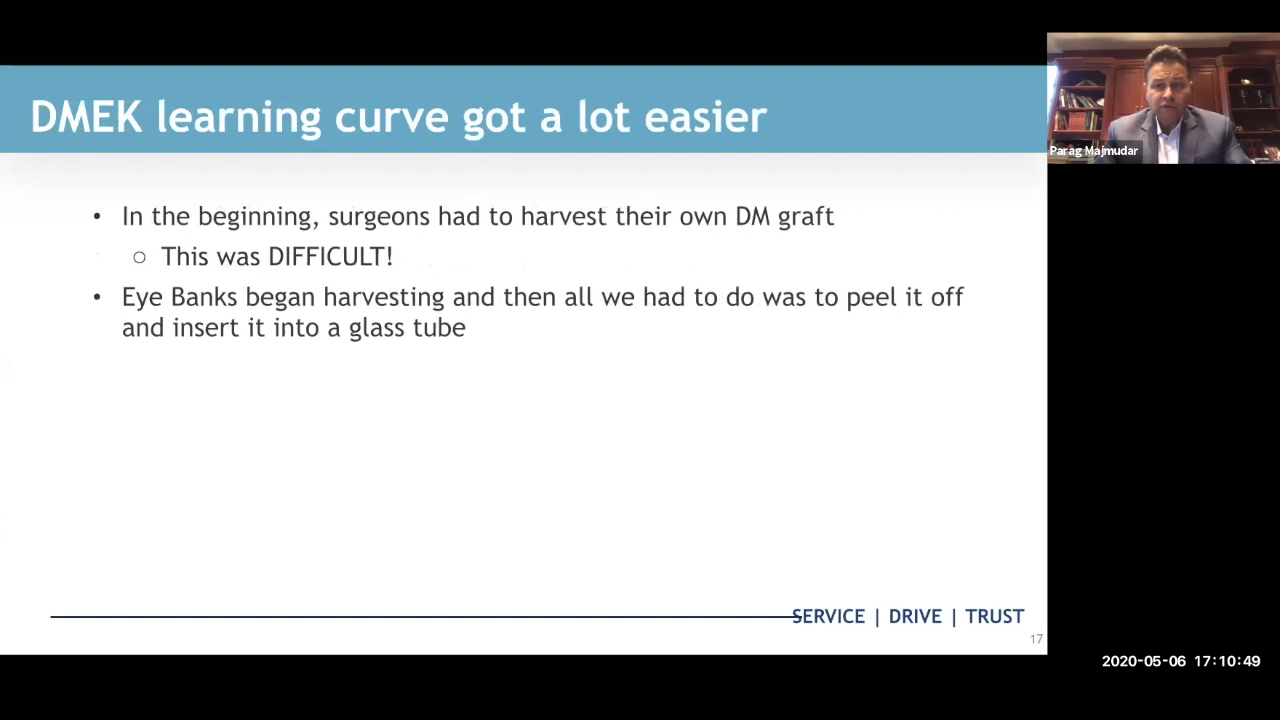 DMEK learning curve got a lot easier
Parag Majmudar
• In the beginning, surgeons had to harvest their own DM graft
○ This was DIFFICULT!
• Eye Banks began harvesting and then all we had to do was to peel it off
and insert it into a glass tube
SERVICE | DRIVE | TRUST
17
2020-05-06 17:10:49